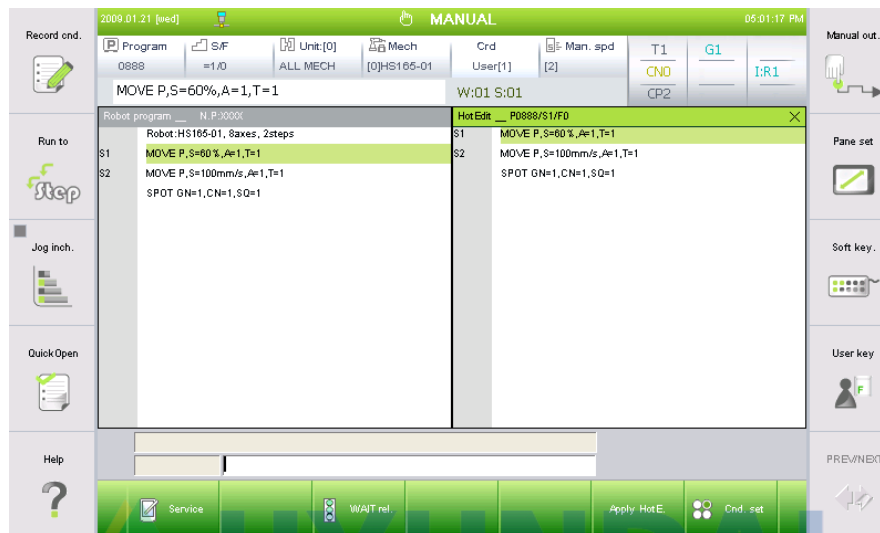 2009.01.21 [wed]
MANUAL
05:01:17 PM
Record cnd.
Run to
Step
Jog inch.
Quick Open
Help
P Program
0888
S/F
=1/0
Unit:[0]
ALL MECH
Mech
[0]HS165-01
Crd
User[1]
Man. spd
[2]
T1
G1
CN0
I:R1
CP2
MOVE P,S=60%,A=1,T=1
W:01 S:01
Robot program __ N.P:XXXX
Robot:HS165-01, 8axes, 2steps
S1 MOVE P,S=60%,A=1,T=1
S2 MOVE P,S=100mm/s,A=1,T=1
SPOT GN=1,CN=1,SQ=1
Hot Edit __ P0888/S1/F0
S1 MOVE P,S=60%,A=1,T=1
S2 MOVE P,S=100mm/s,A=1,T=1
SPOT GN=1,CN=1,SQ=1
Manual out.
Pane set
Soft key.
User key
F
PREV/NEXT
Service
WAIT rel.
Apply HotE.
Cnd. set